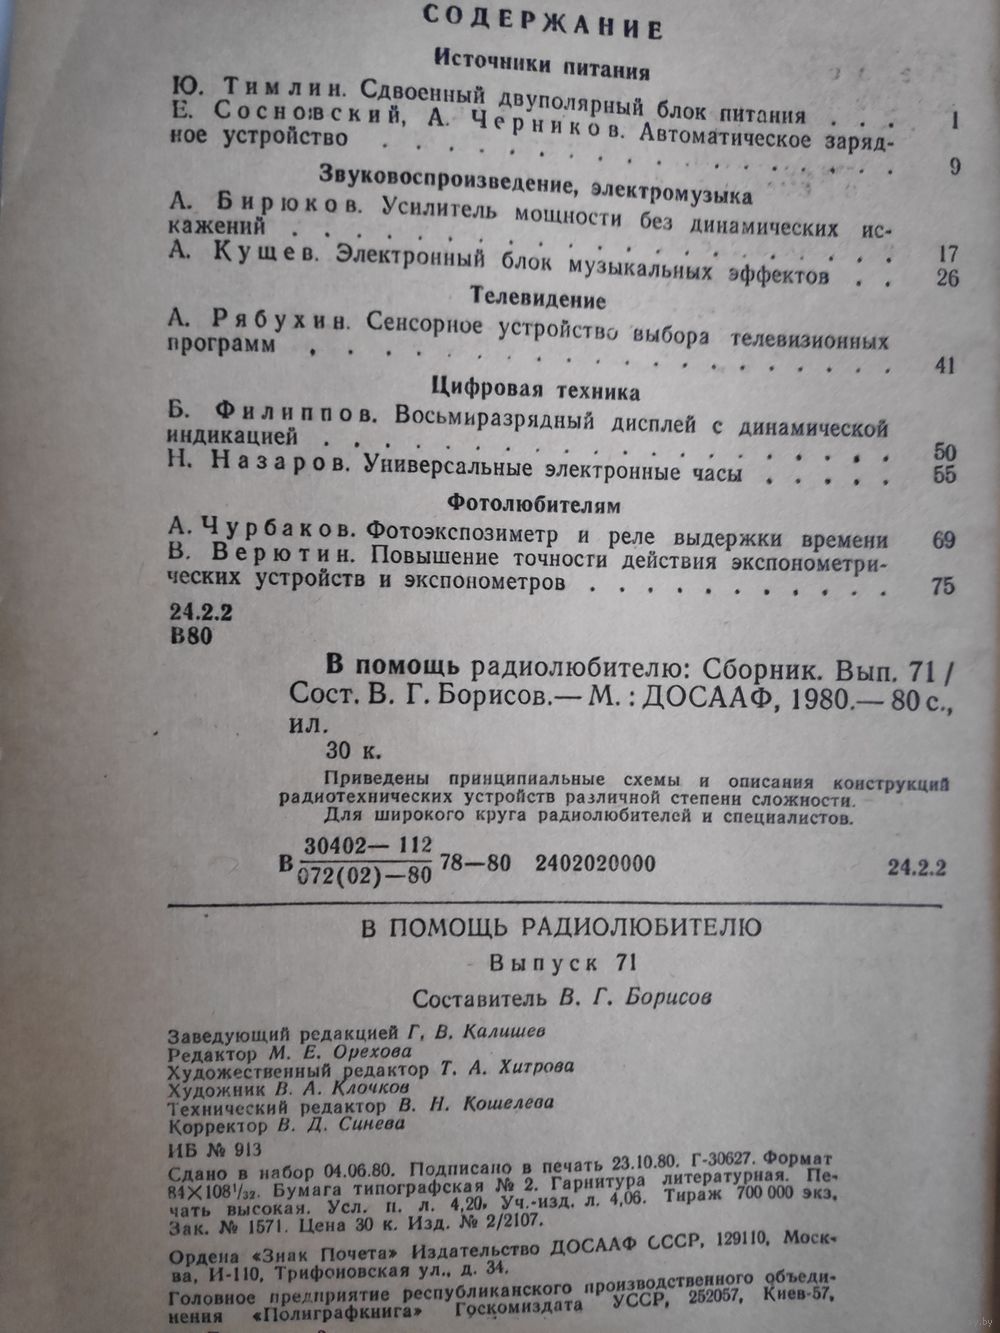 СОДЕРЖАНИЕ
Источники питания
Ю. Тимлин. Сдвоенный двуполярный блок питания . . . 1
Е. Сосновский, А. Черников. Автоматическое заряд-
ное устройство . . . . . . . . . . . . . . . 9
Звуковоспроизведение, электромузыка
А. Бирюков. Усилитель мощности без динамических ис-
кажений . . . . . . . . . . . . . . . . . . 17
А. Кущев. Электронный блок музыкальных эффектов . . 26
Телевидение
А. Рябухин. Сенсорное устройство выбора телевизионных
программ . . . . . . . . . . . . . . . . . 41
Цифровая техника
Б. Филиппов. Восьмиразрядный дисплей с динамической
индикацией . . . . . . . . . . . . . . . . . 50
Н. Назаров. Универсальные электронные часы . . . . . 55
Фотолюбителям
А. Чурбаков. Фотоэкспозиметр и реле выдержки времени 69
В. Верютин. Повышение точности действия экспонометри-
ческих устройств и экспонометров . . . . . . . . . . . 75
24.2.2
В80
В помощь радиолюбителю: Сборник. Вып. 71 /
Сост. В. Г. Борисов.— М. : ДОСААФ, 1980.— 80 с.,
ил.
30 к.
Приведены принципиальные схемы и описания конструкций
радиотехнических устройств различной степени сложности.
Для широкого круга радиолюбителей и специалистов.
30402— 112
В 78—80 2402020000 24.2.2
072(02)—80
В ПОМОЩЬ РАДИОЛЮБИТЕЛЮ
Выпуск 71
Составитель В. Г. Борисов
Заведующий редакцией Г. В. Калишев
Редактор М. Е. Орехова
Художественный редактор Т. А. Хитрова
Художник В. А. Клочков
Технический редактор В. Н. Кошелева
Корректор В. Д. Синева
ИБ № 913
Сдано в набор 04.06.80. Подписано в печать 23.10.80. Г-30627. Формат
84×108¹/₃₂. Бумага типографская № 2. Гарнитура литературная. Пе-
чать высокая. Усл. п. л. 4,20. Уч.-изд. л. 4,06. Тираж 700 000 экз.
Зак. № 1571. Цена 30 к. Изд. № 2/2107.
Ордена «Знак Почета» Издательство ДОСААФ СССР, 129110, Моск-
ва, И-110, Трифоновская ул., д. 34.
Головное предприятие республиканского производственного объеди-
нения «Полиграфкнига» Госкомиздата УССР, 252057, Киев-57,